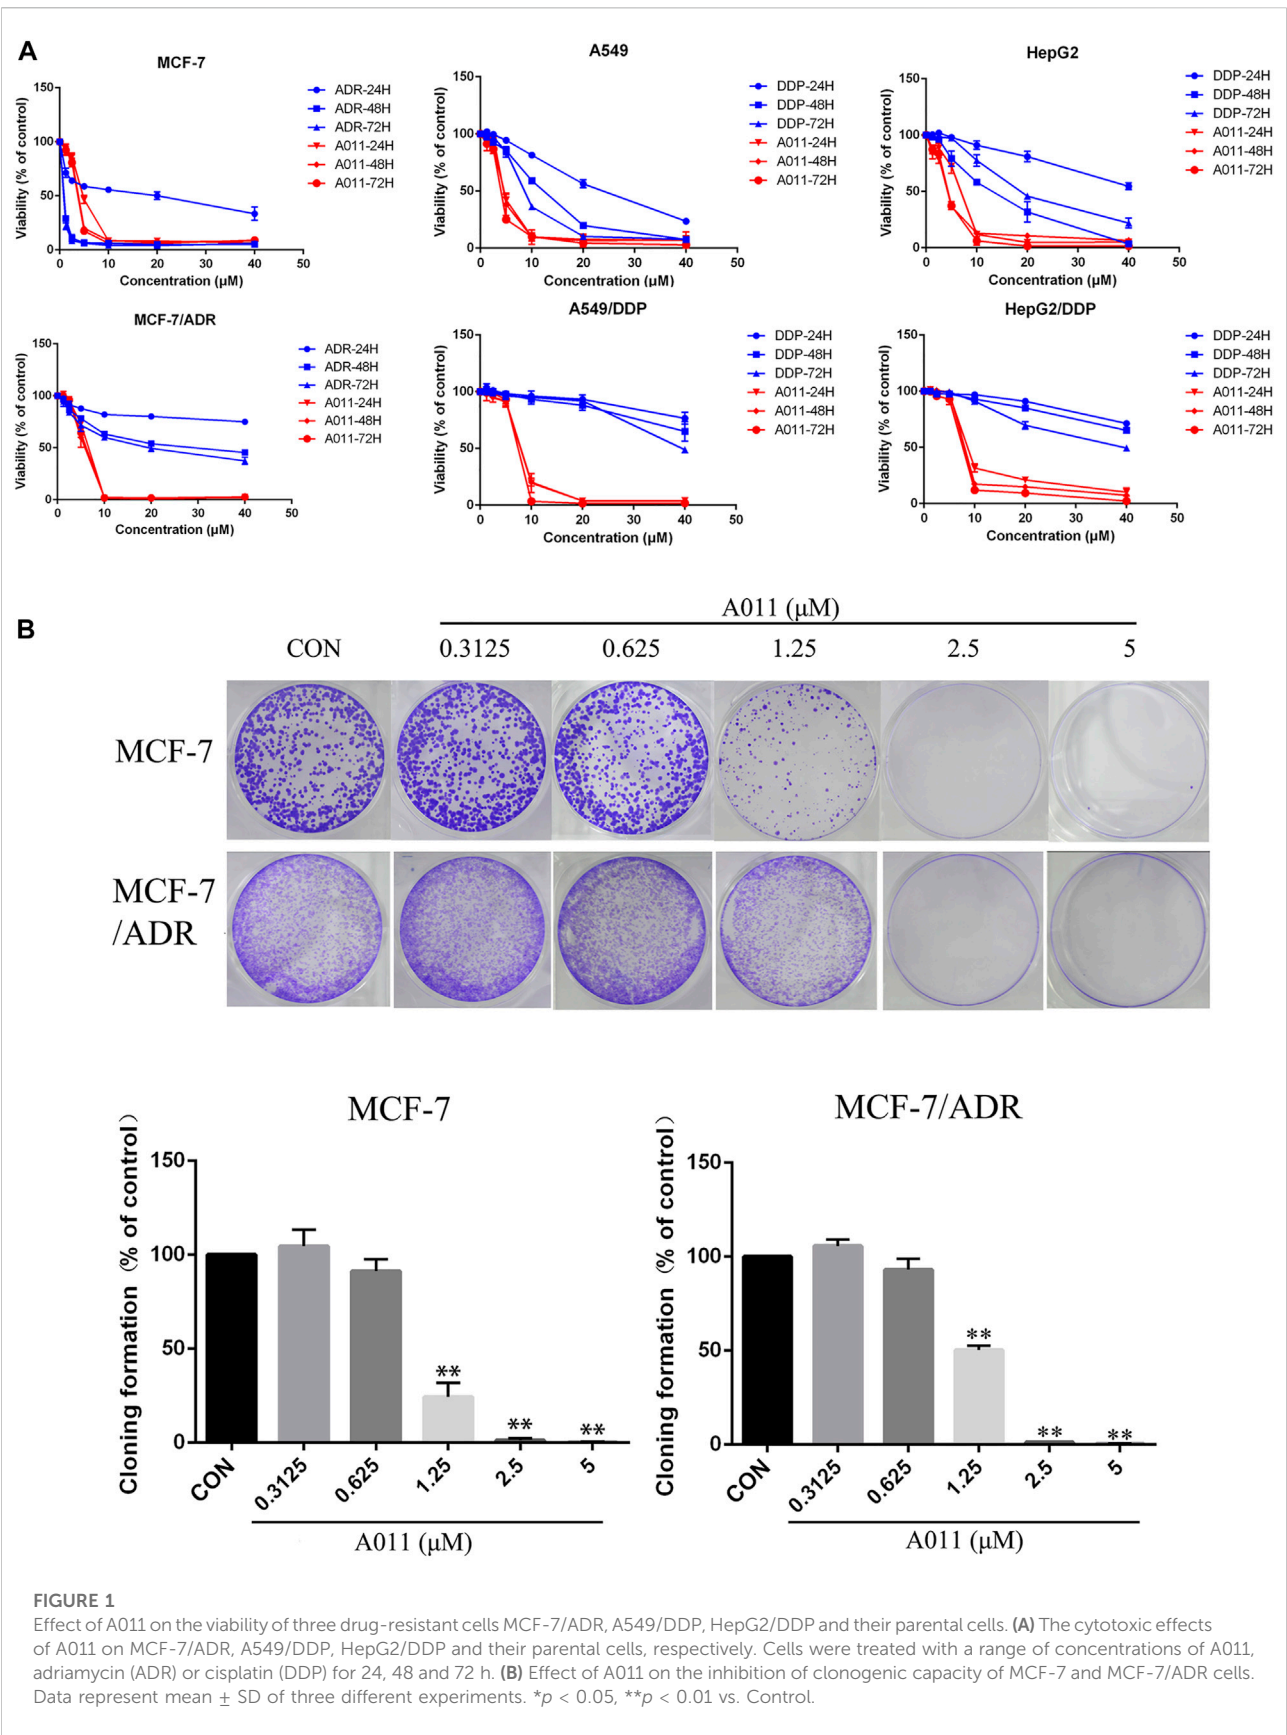 A
MCF-7
Viability (% of control)
150
100
50
0
0 10 20 30 40 50
Concentration (μM)
ADR-24H
ADR-48H
ADR-72H
A011-24H
A011-48H
A011-72H
A549
Viability (% of control)
150
100
50
0
0 10 20 30 40 50
Concentration (μM)
DDP-24H
DDP-48H
DDP-72H
A011-24H
A011-48H
A011-72H
HepG2
Viability (% of control)
150
100
50
0
0 10 20 30 40 50
Concentration (μM)
DDP-24H
DDP-48H
DDP-72H
A011-24H
A011-48H
A011-72H
MCF-7/ADR
Viability (% of control)
150
100
50
0
0 10 20 30 40 50
Concentration (μM)
ADR-24H
ADR-48H
ADR-72H
A011-24H
A011-48H
A011-72H
A549/DDP
Viability (% of control)
150
100
50
0
0 10 20 30 40 50
Concentration (μM)
DDP-24H
DDP-48H
DDP-72H
A011-24H
A011-48H
A011-72H
HepG2/DDP
Viability (% of control)
150
100
50
0
0 10 20 30 40 50
Concentration (μM)
DDP-24H
DDP-48H
DDP-72H
A011-24H
A011-48H
A011-72H
B
A011 (μM)
CON 0.3125 0.625 1.25 2.5 5
MCF-7
MCF-7
/ADR
MCF-7
Cloning formation (% of control)
150
100
50
0
** ** **
CON 0.3125 0.625 1.25 2.5 5
A011 (μM)
MCF-7/ADR
Cloning formation (% of control)
150
100
50
0
** ** **
CON 0.3125 0.625 1.25 2.5 5
A011 (μM)
FIGURE 1
Effect of A011 on the viability of three drug-resistant cells MCF-7/ADR, A549/DDP, HepG2/DDP and their parental cells. (A) The cytotoxic effects
of A011 on MCF-7/ADR, A549/DDP, HepG2/DDP and their parental cells, respectively. Cells were treated with a range of concentrations of A011,
adriamycin (ADR) or cisplatin (DDP) for 24, 48 and 72 h. (B) Effect of A011 on the inhibition of clonogenic capacity of MCF-7 and MCF-7/ADR cells.
Data represent mean ± SD of three different experiments. *p < 0.05, **p < 0.01 vs. Control.